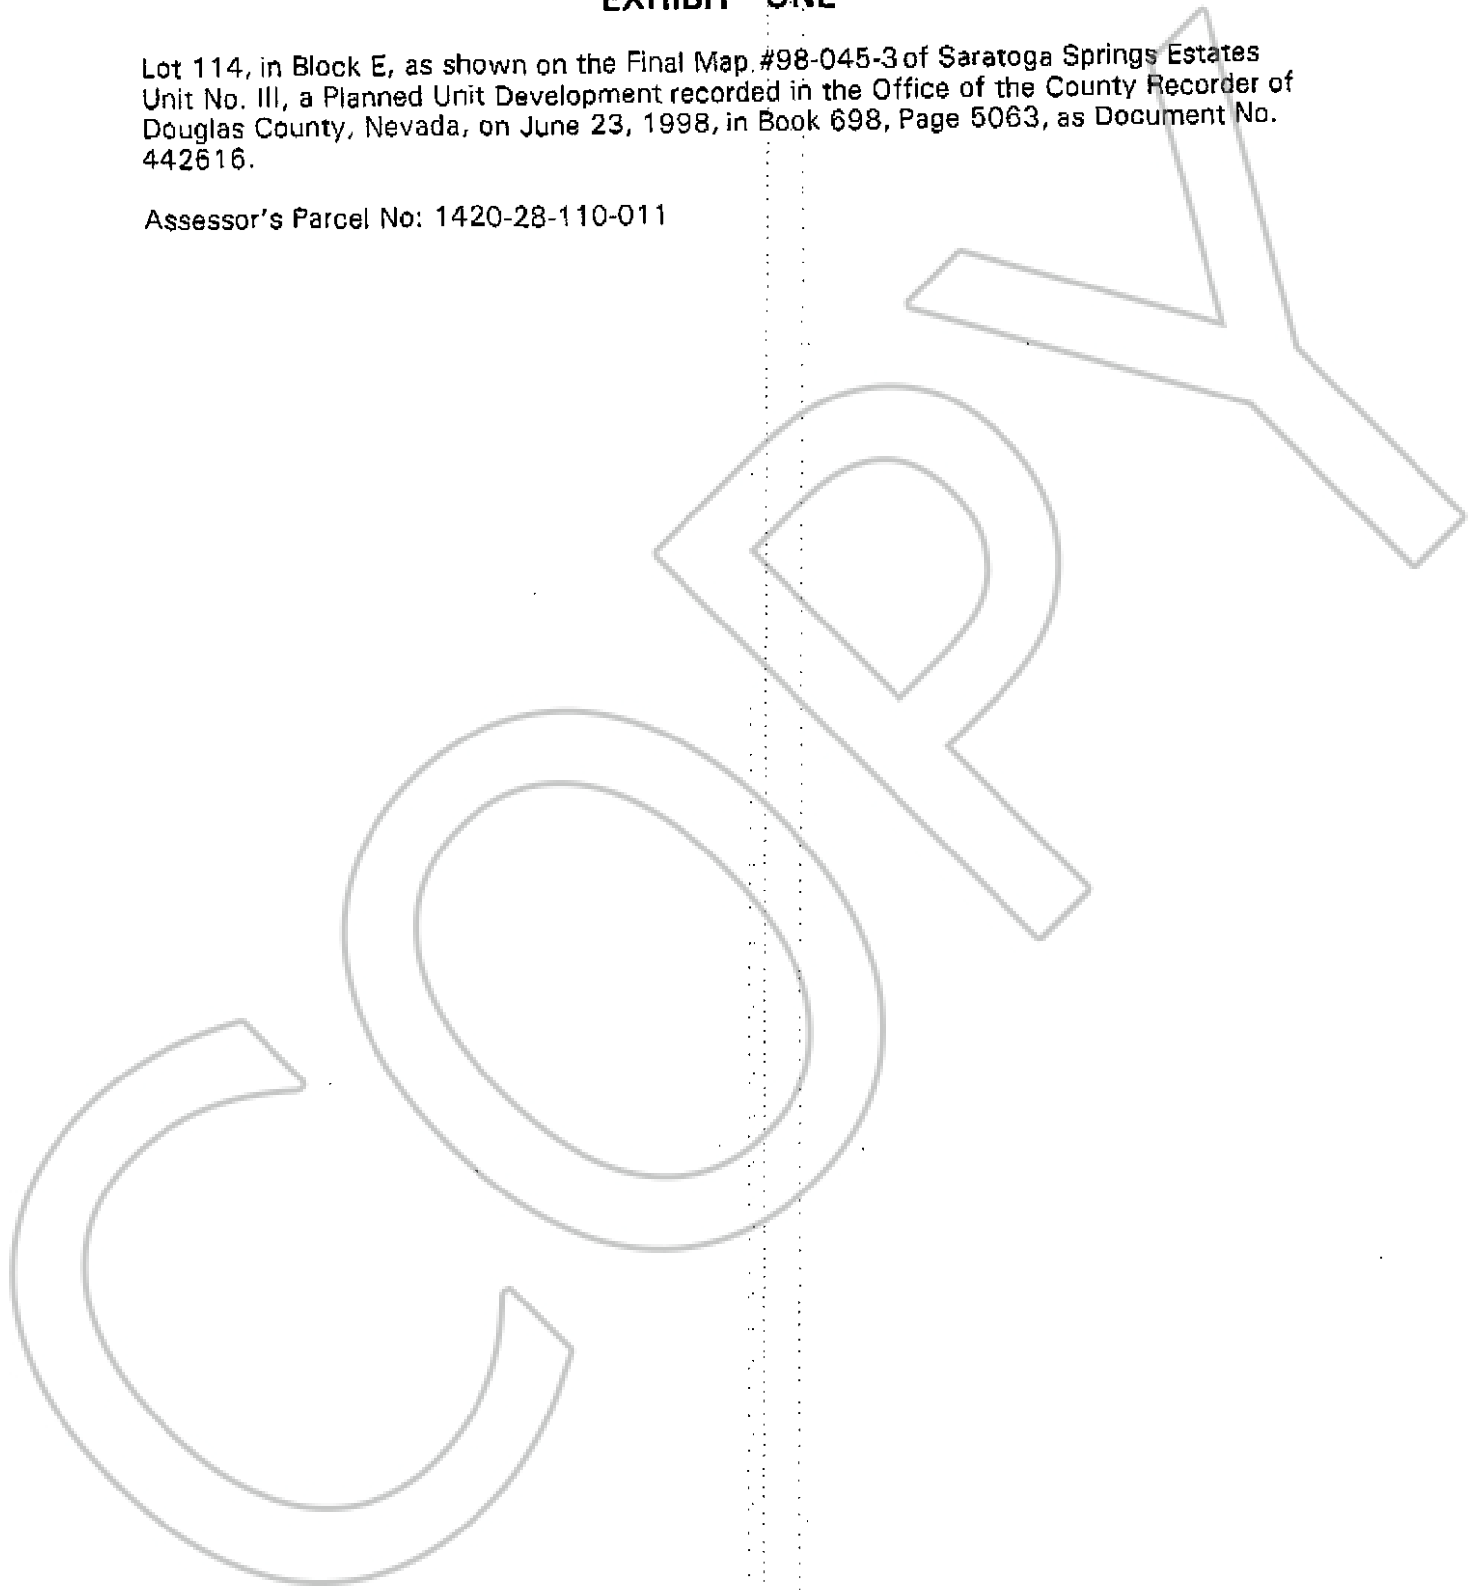 EXHIBIT ONE
Lot 114, in Block E, as shown on the Final Map #98-045-3 of Saratoga Springs Estates
Unit No. III, a Planned Unit Development recorded in the Office of the County Recorder of
Douglas County, Nevada, on June 23, 1998, in Book 698, Page 5063, as Document No.
442616.
Assessor's Parcel No: 1420-28-110-011
COPY